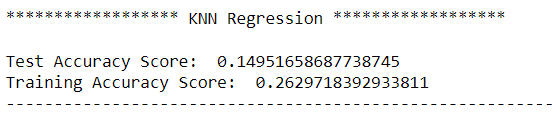 ****************** KNN Regression ******************
Test Accuracy Score:  0.14951658687738745
Training Accuracy Score:  0.2629718392933811
---------------------------------------------------------